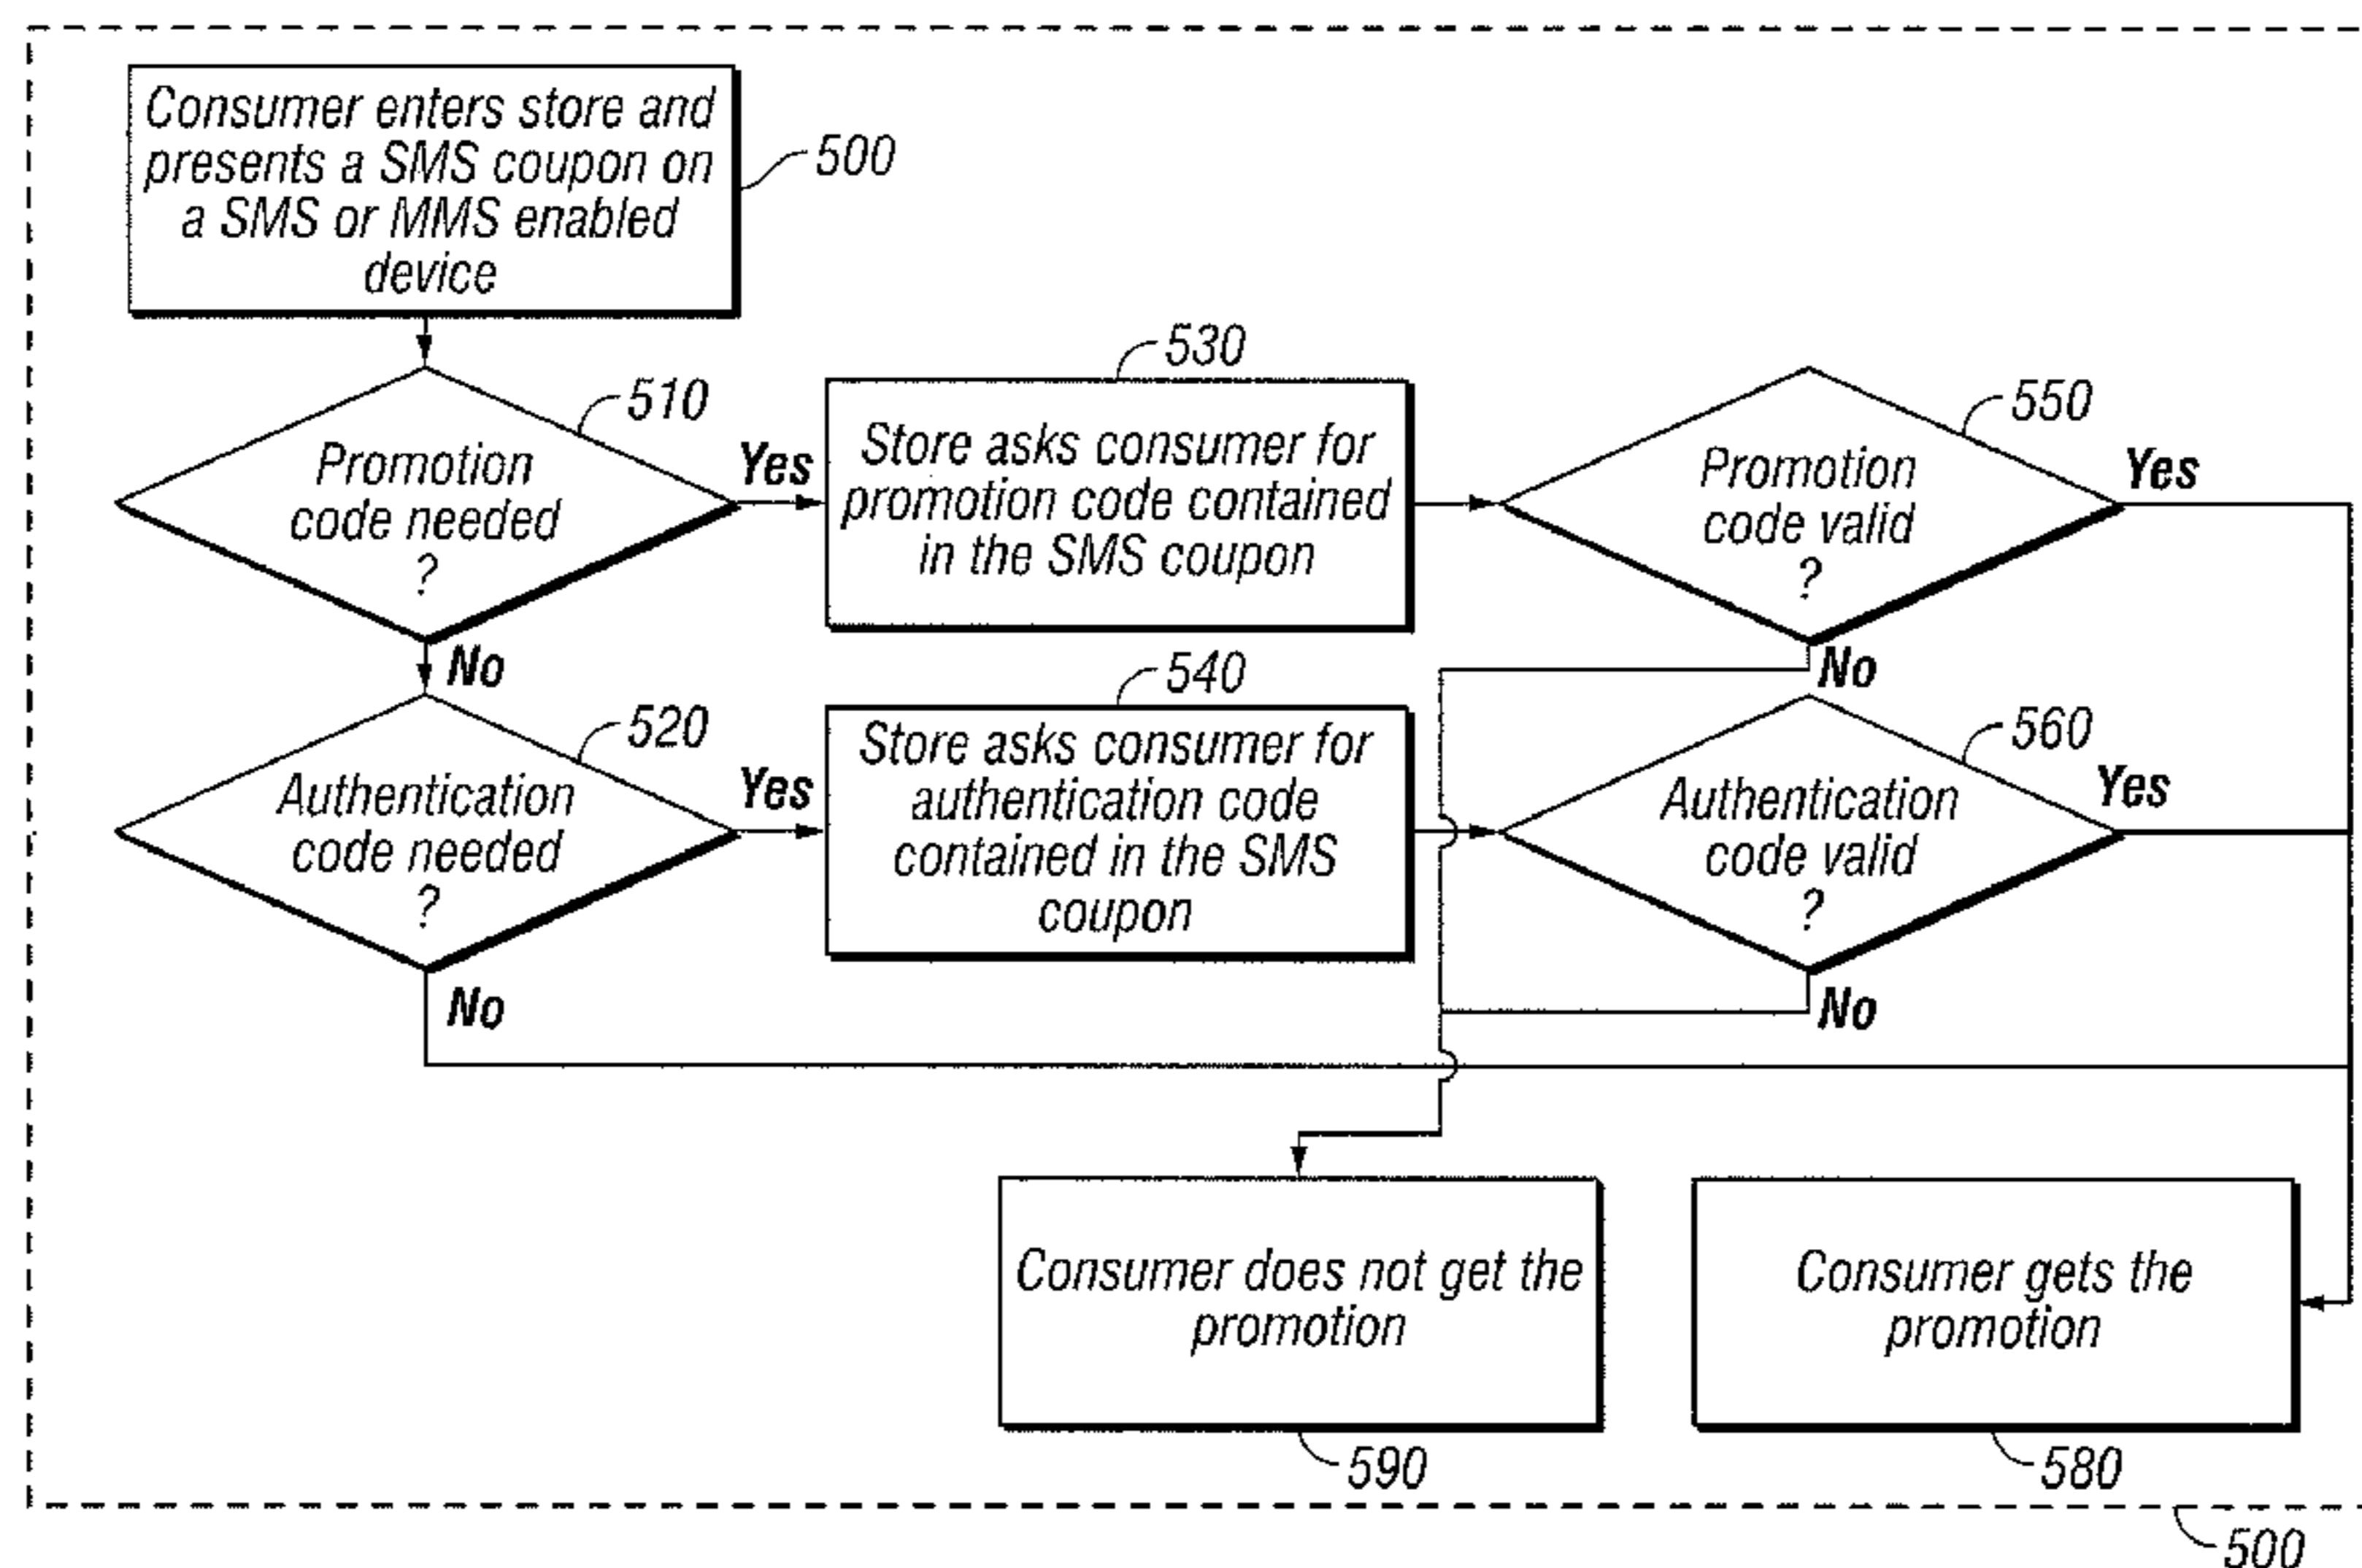 Consumer enters store and
presents a SMS coupon on
a SMS or MMS enabled
device
500
530
510
550
Promotion
code needed
?
Yes
Store asks consumer for
promotion code contained
in the SMS coupon
Promotion
code valid
?
Yes
No
No
540
520
560
Authentication
code needed
?
Yes
Store asks consumer for
authentication code
contained in the SMS
coupon
Authentication
code valid
?
Yes
No
No
Consumer does not get the
promotion
Consumer gets the
promotion
590
580
500